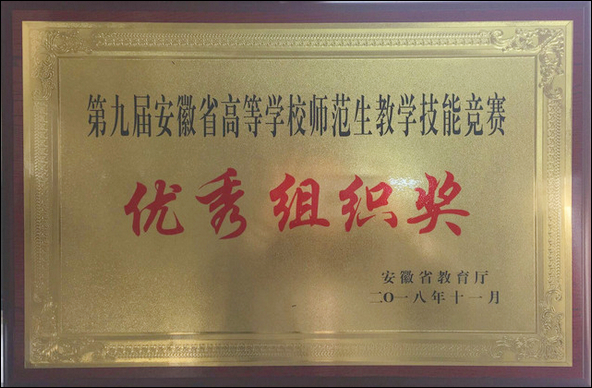 第九届安徽省高等学校师范生教学技能竞赛
优秀组织奖
安徽省教育厅
二〇一八年十一月